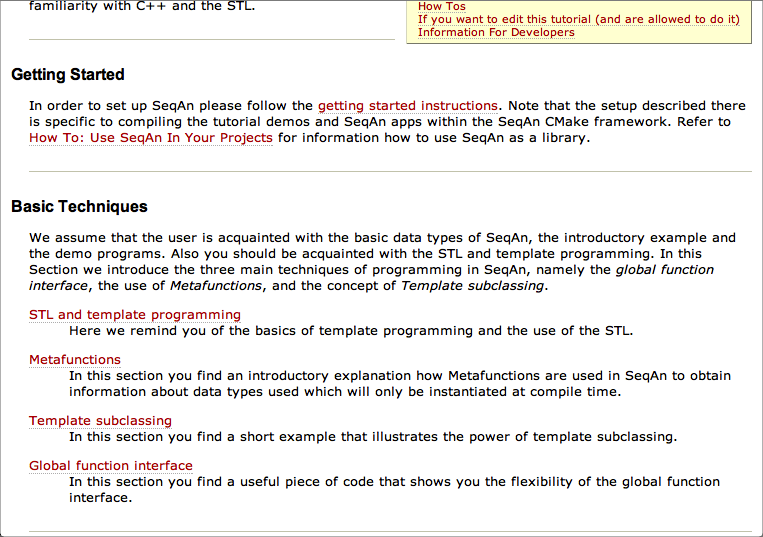 familiarity with C++ and the STL.
How Tos
If you want to edit this tutorial (and are allowed to do it)
Information For Developers
Getting Started
In order to set up SeqAn please follow the getting started instructions. Note that the setup described there
is specific to compiling the tutorial demos and SeqAn apps within the SeqAn CMake framework. Refer to
How To: Use SeqAn In Your Projects for information how to use SeqAn as a library.
Basic Techniques
We assume that the user is acquainted with the basic data types of SeqAn, the introductory example and
the demo programs. Also you should be acquainted with the STL and template programming. In this
Section we introduce the three main techniques of programming in SeqAn, namely the global function
interface, the use of Metafunctions, and the concept of Template subclassing.
STL and template programming
Here we remind you of the basics of template programming and the use of the STL.
Metafunctions
In this section you find an introductory explanation how Metafunctions are used in SeqAn to obtain
information about data types used which will only be instantiated at compile time.
Template subclassing
In this section you find a short example that illustrates the power of template subclassing.
Global function interface
In this section you find a useful piece of code that shows you the flexibility of the global function
interface.